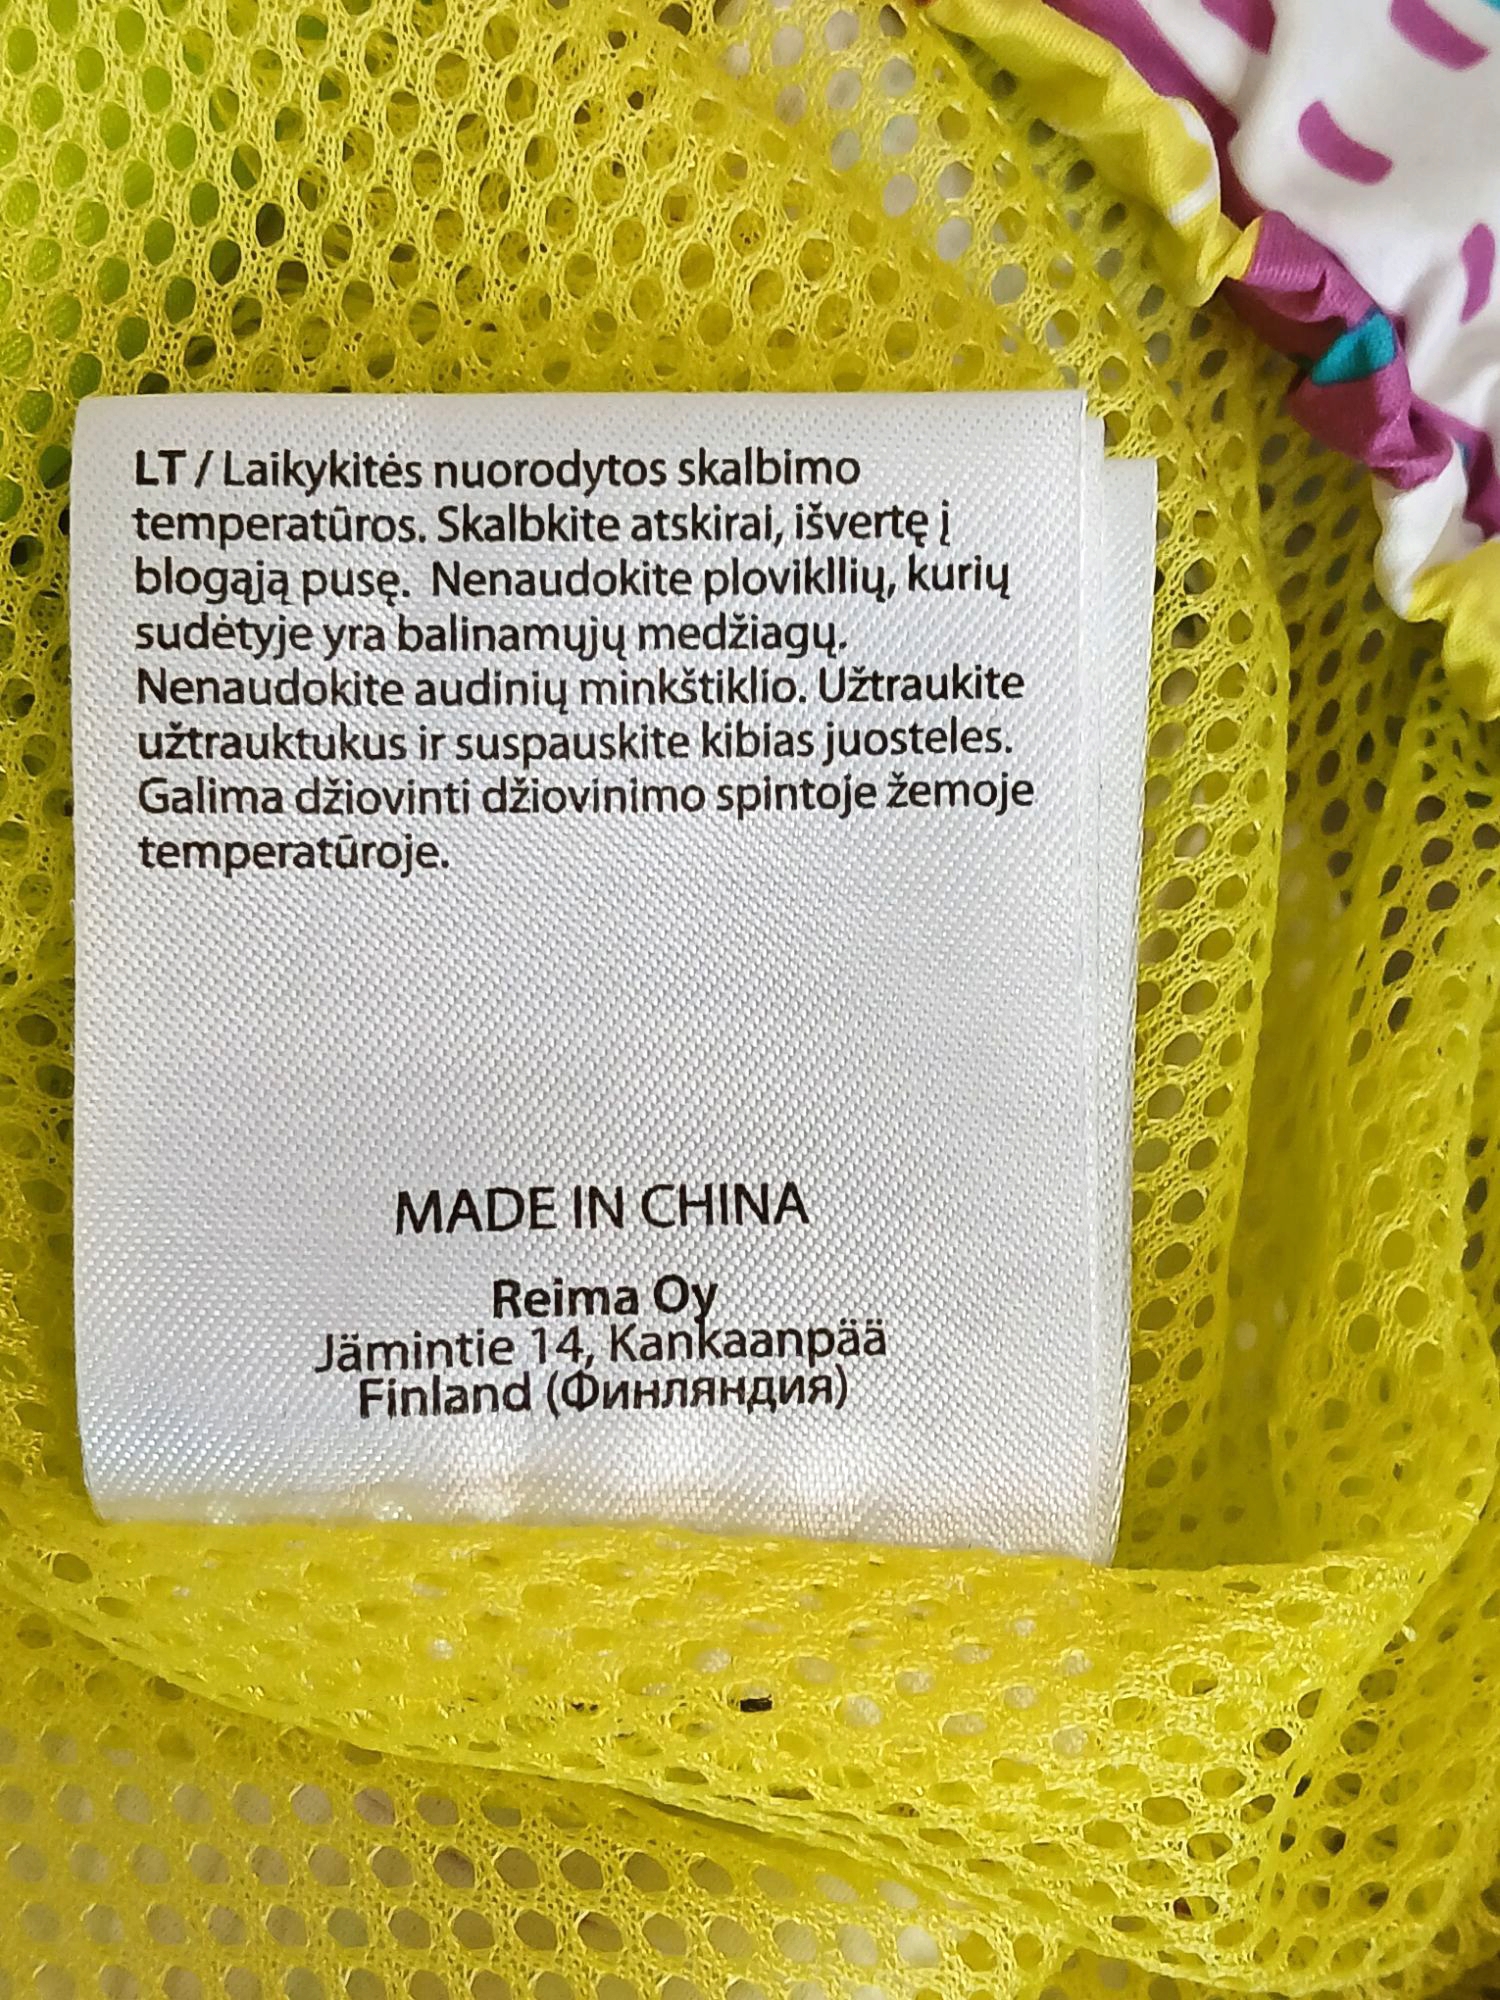 LT / Laikykitės nuorodytos skalbimo
temperatūros. Skalbkite atskirai, išvertę į
blogąją pusę. Nenaudokite plovikllių, kurių
sudėtyje yra balinamųjų medžiagų.
Nenaudokite audinių minkštiklio. Užtraukite
užtrauktukus ir suspauskite kibias juosteles.
Galima džiovinti džiovinimo spintoje žemoje
temperatūroje.
MADE IN CHINA
Reima Oy
Jämintie 14, Kankaanpää
Finland (Финляндия)